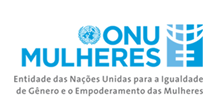 ONU
MULHERES
Entidade das Nações Unidas para a Igualdade
de Gênero e o Empoderamento das Mulheres